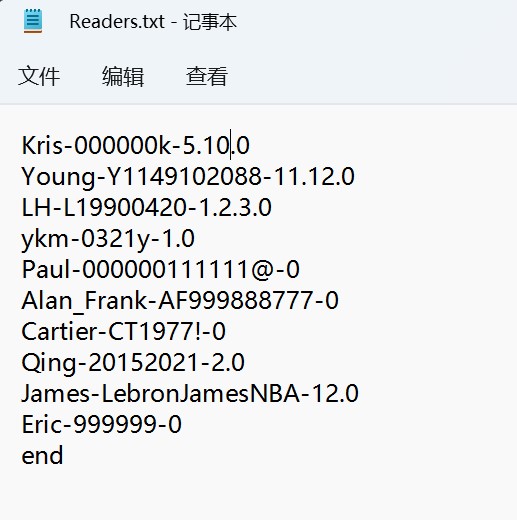 Readers.txt - 记事本
文件 编辑 查看
Kris-000000k-5.10.0
Young-Y1149102088-11.12.0
LH-L19900420-1.2.3.0
ykm-0321y-1.0
Paul-000000111111@-0
Alan_Frank-AF999888777-0
Cartier-CT1977!-0
Qing-20152021-2.0
James-LebronJamesNBA-12.0
Eric-999999-0
end